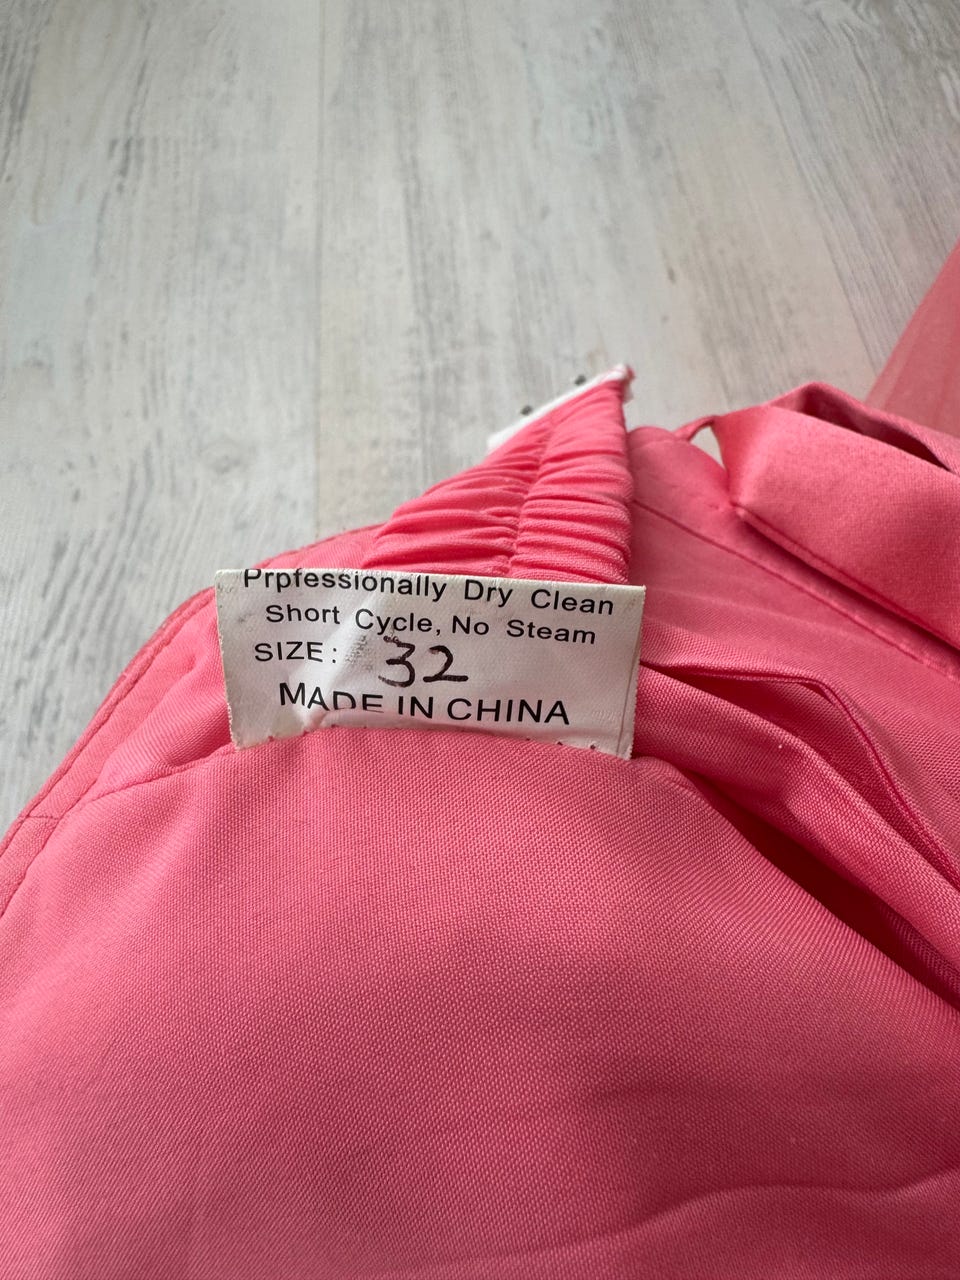 Prpfessionally Dry Clean
Short Cycle, No Steam
SIZE: 32
MADE IN CHINA